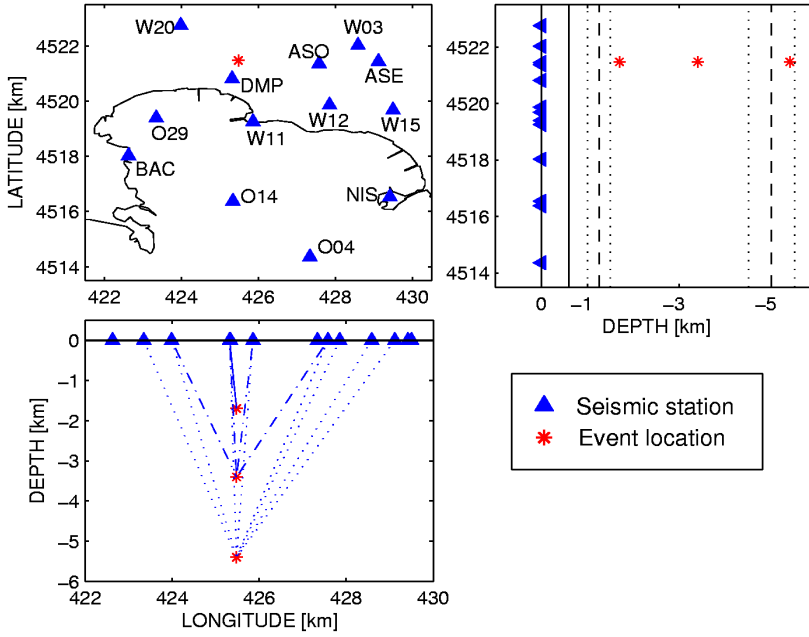 W20
W03
ASO
ASE
DMP
O29
W11
W12
W15
BAC
O14
NIS
O04
4522
4520
4518
4516
4514
LATITUDE [km]
422 424 426 428 430
4522
4520
4518
4516
4514
0 −1 −3 −5
DEPTH [km]
0
−1
−2
−3
−4
−5
−6
DEPTH [km]
422 424 426 428 430
LONGITUDE [km]
Seismic station
Event location